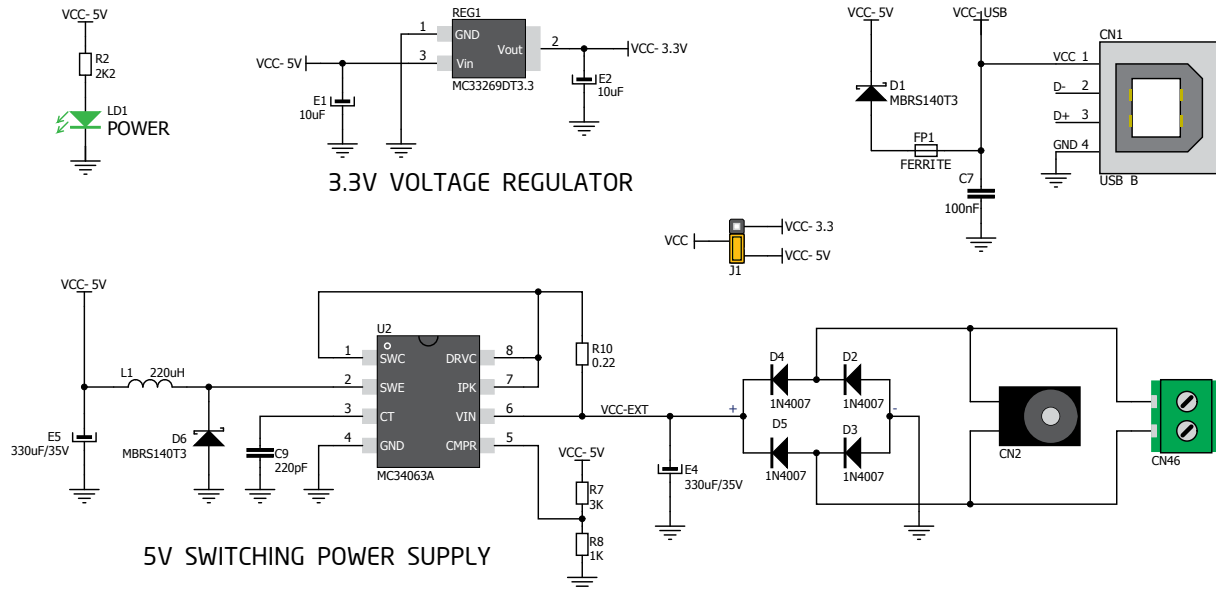 VCC- 5V
R2
2K2
LD1
POWER
REG1
1
GND
3
Vin
Vout
2
MC33269DT3.3
VCC- 5V
VCC- 3.3V
E1
10uF
E2
10uF
3.3V VOLTAGE REGULATOR
VCC- 5V
VCC-USB
D1
MBRS140T3
FP1
FERRITE
C7
100nF
CN1
VCC 1
D- 2
D+ 3
GND 4
USB B
VCC
VCC- 3.3
VCC- 5V
J1
VCC- 5V
L1 220uH
E5
330uF/35V
D6
MBRS140T3
C9
220pF
U2
1
SWC
2
SWE
3
CT
4
GND
DRVC
8
IPK
7
VIN
6
CMPR
5
MC34063A
R10
0.22
VCC-EXT
VCC- 5V
R7
3K
R8
1K
E4
330uF/35V
+
-
D4
1N4007
D2
1N4007
D5
1N4007
D3
1N4007
CN2
CN46
5V SWITCHING POWER SUPPLY